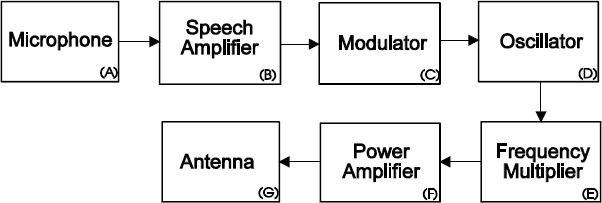 Microphone
(A)
Speech
Amplifier
(B)
Modulator
(C)
Oscillator
(D)
Frequency
Multiplier
(E)
Power
Amplifier
(F)
Antenna
(G)